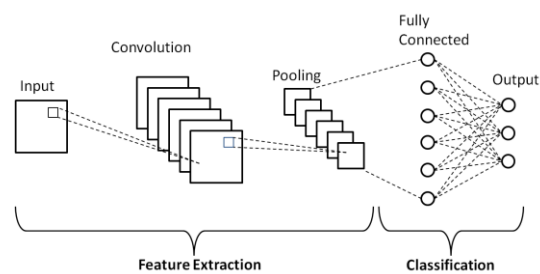 Fully
Connected
Convolution
Pooling
Input
Output
Feature Extraction
Classification